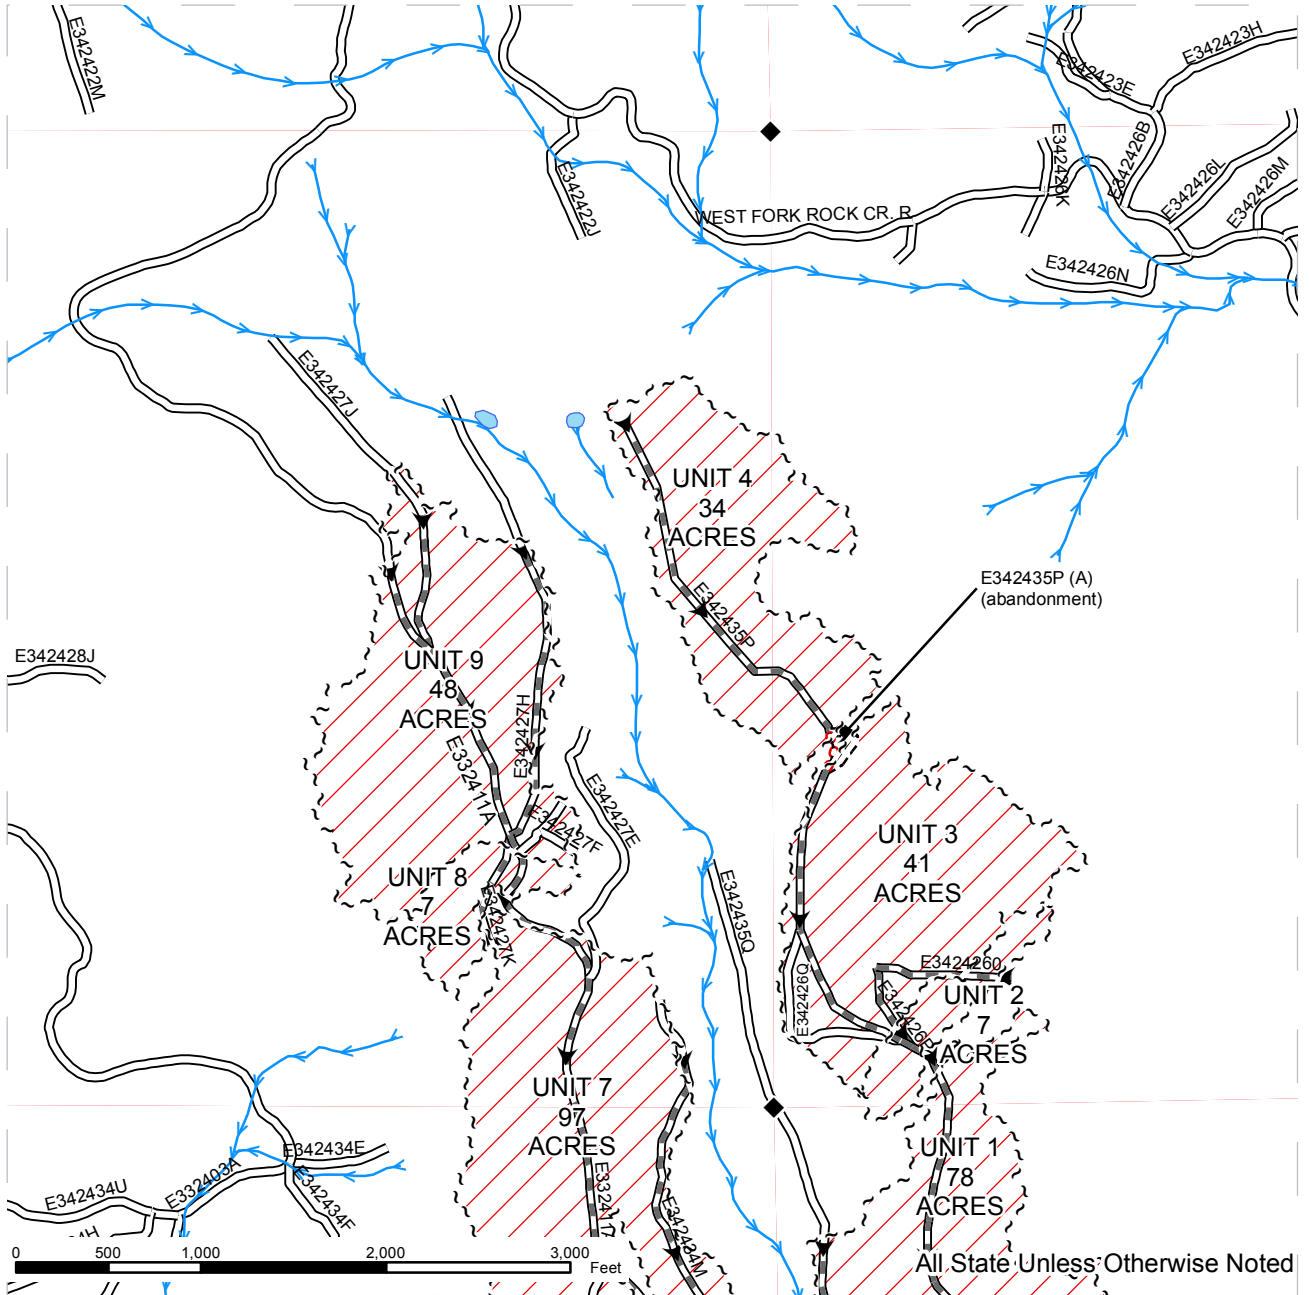 E342422M
E342423H
E342423E
E342426B
E342426K
E342426L
E342426M
E342422J
WEST FORK ROCK CR. R
E342426N
E342427J
UNIT 4
34
ACRES
E342435P (A)
(abandonment)
E342435P
E342428J
UNIT 9
48
ACRES
E342427H
E332411A
E342427F
E342427E
UNIT 3
41
ACRES
UNIT 8
7
ACRES
E342427K
E342435Q
E342426Q
E3424260
E342426P
UNIT 2
7
ACRES
UNIT 7
97
ACRES
UNIT 1
78
ACRES
E342434E
E332403A
E342434U
E342434F
34H
E332411A
E342434M
0 500 1,000 2,000 3,000
Feet
All State Unless Otherwise Noted